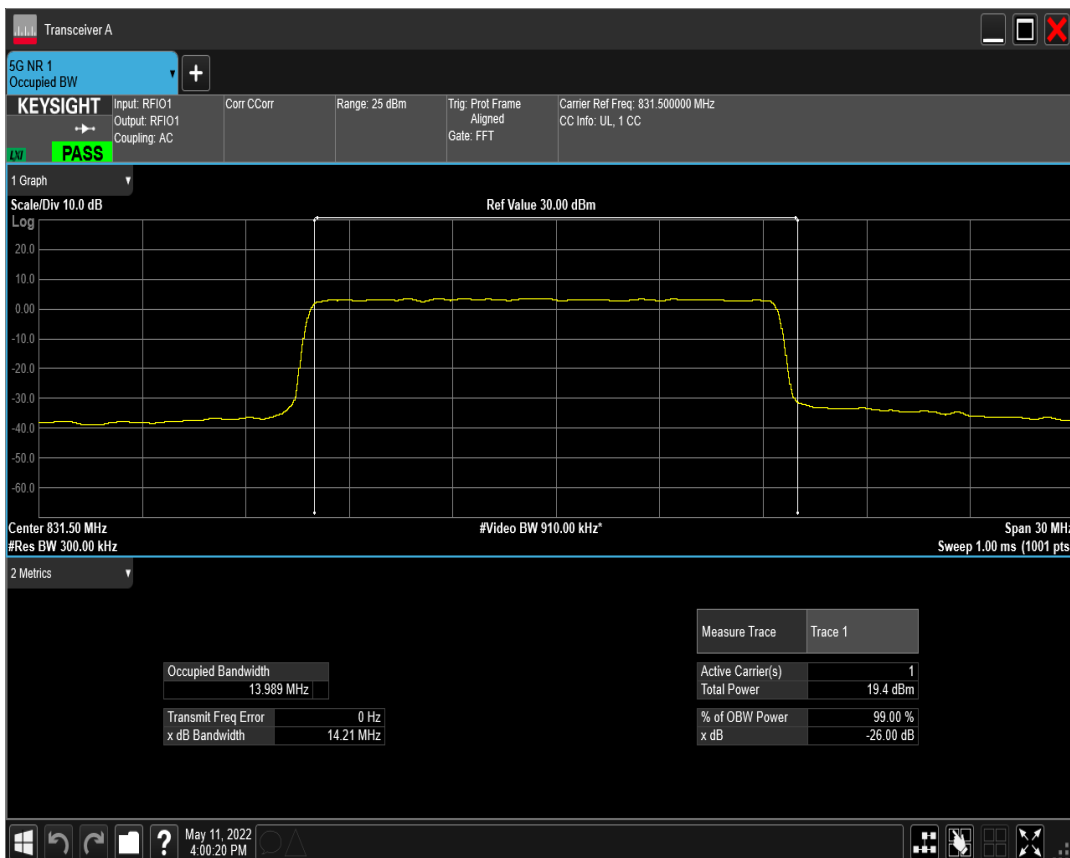 Transceiver A
5G NR 1
Occupied BW
+
KEYSIGHT
LXI
PASS
Input: RFIO1
Output: RFIO1
Coupling: AC
Corr CCorr
Range: 25 dBm
Trig: Prot Frame
Aligned
Gate: FFT
Carrier Ref Freq: 831.500000 MHz
CC Info: UL, 1 CC
1 Graph
Scale/Div 10.0 dB
Ref Value 30.00 dBm
Log
20.0
10.0
0.00
-10.0
-20.0
-30.0
-40.0
-50.0
-60.0
Center 831.50 MHz
#Video BW 910.00 kHz*
Span 30 MHz
#Res BW 300.00 kHz
Sweep 1.00 ms (1001 pts
2 Metrics
Measure Trace Trace 1
Occupied Bandwidth
13.989 MHz
Active Carrier(s) 1
Total Power 19.4 dBm
Transmit Freq Error 0 Hz
x dB Bandwidth 14.21 MHz
% of OBW Power 99.00 %
x dB -26.00 dB
?
May 11, 2022
4:00:20 PM